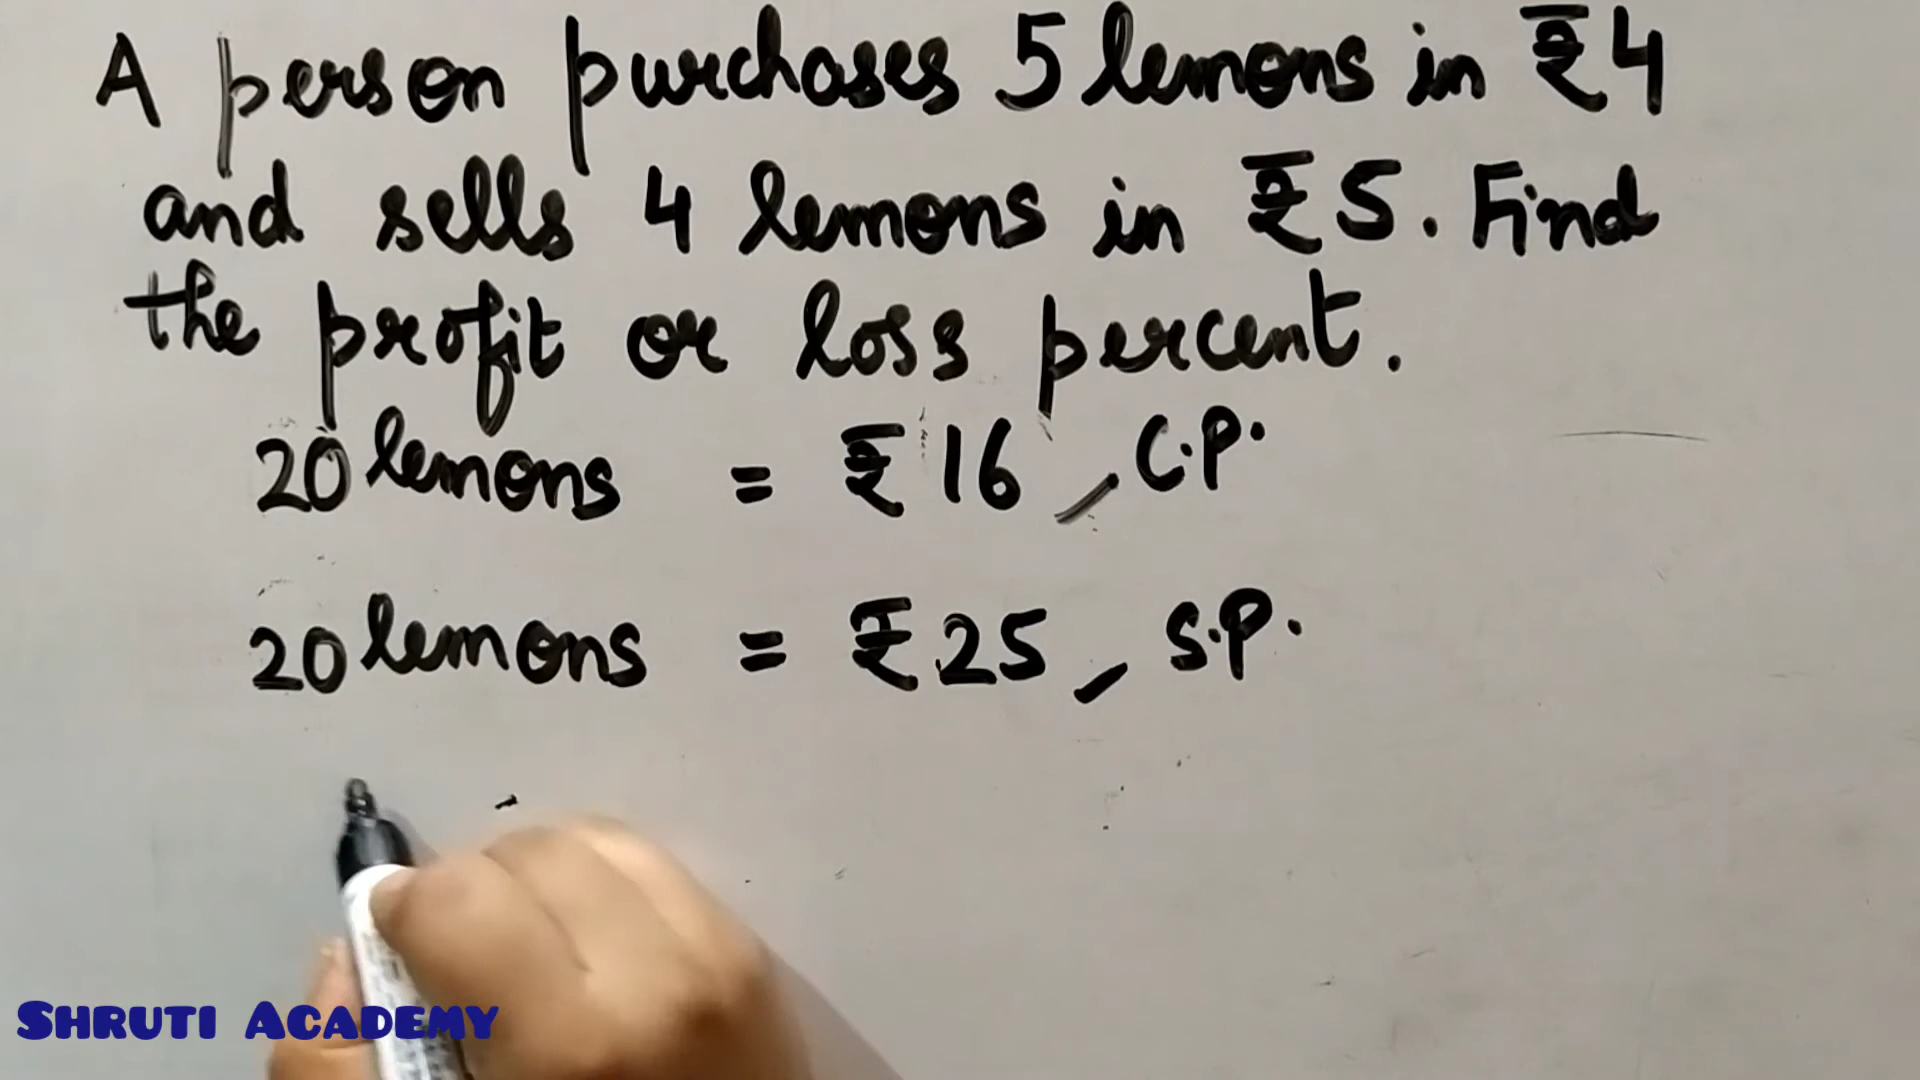 A person purchases 5 lemons in ₹4
and sells 4 lemons in ₹5. Find
the profit or loss percent.
20 lemons = ₹16, C.P.
20 lemons = ₹25, S.P.
SHRUTI ACADEMY